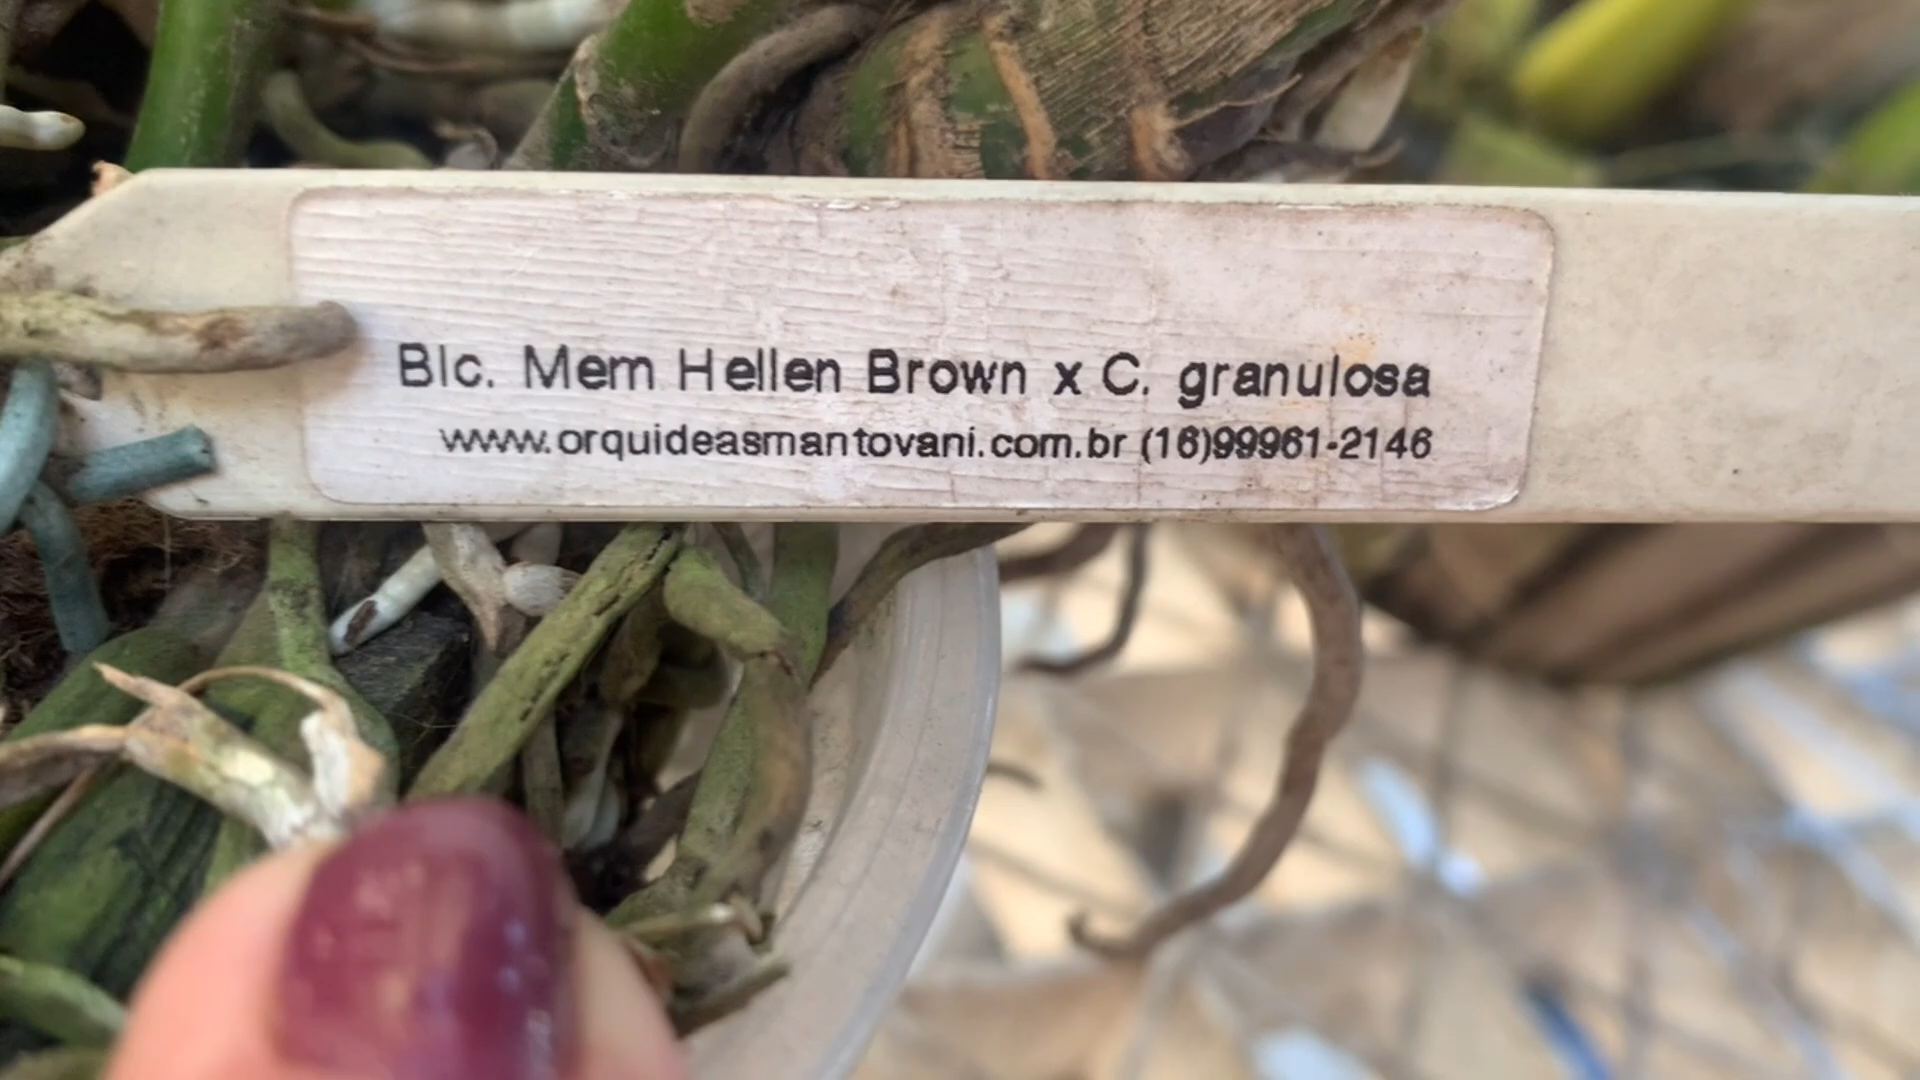 Blc. Mem Hellen Brown x C. granulosa
www.orquideasmantovani.com.br (16)99961-2146